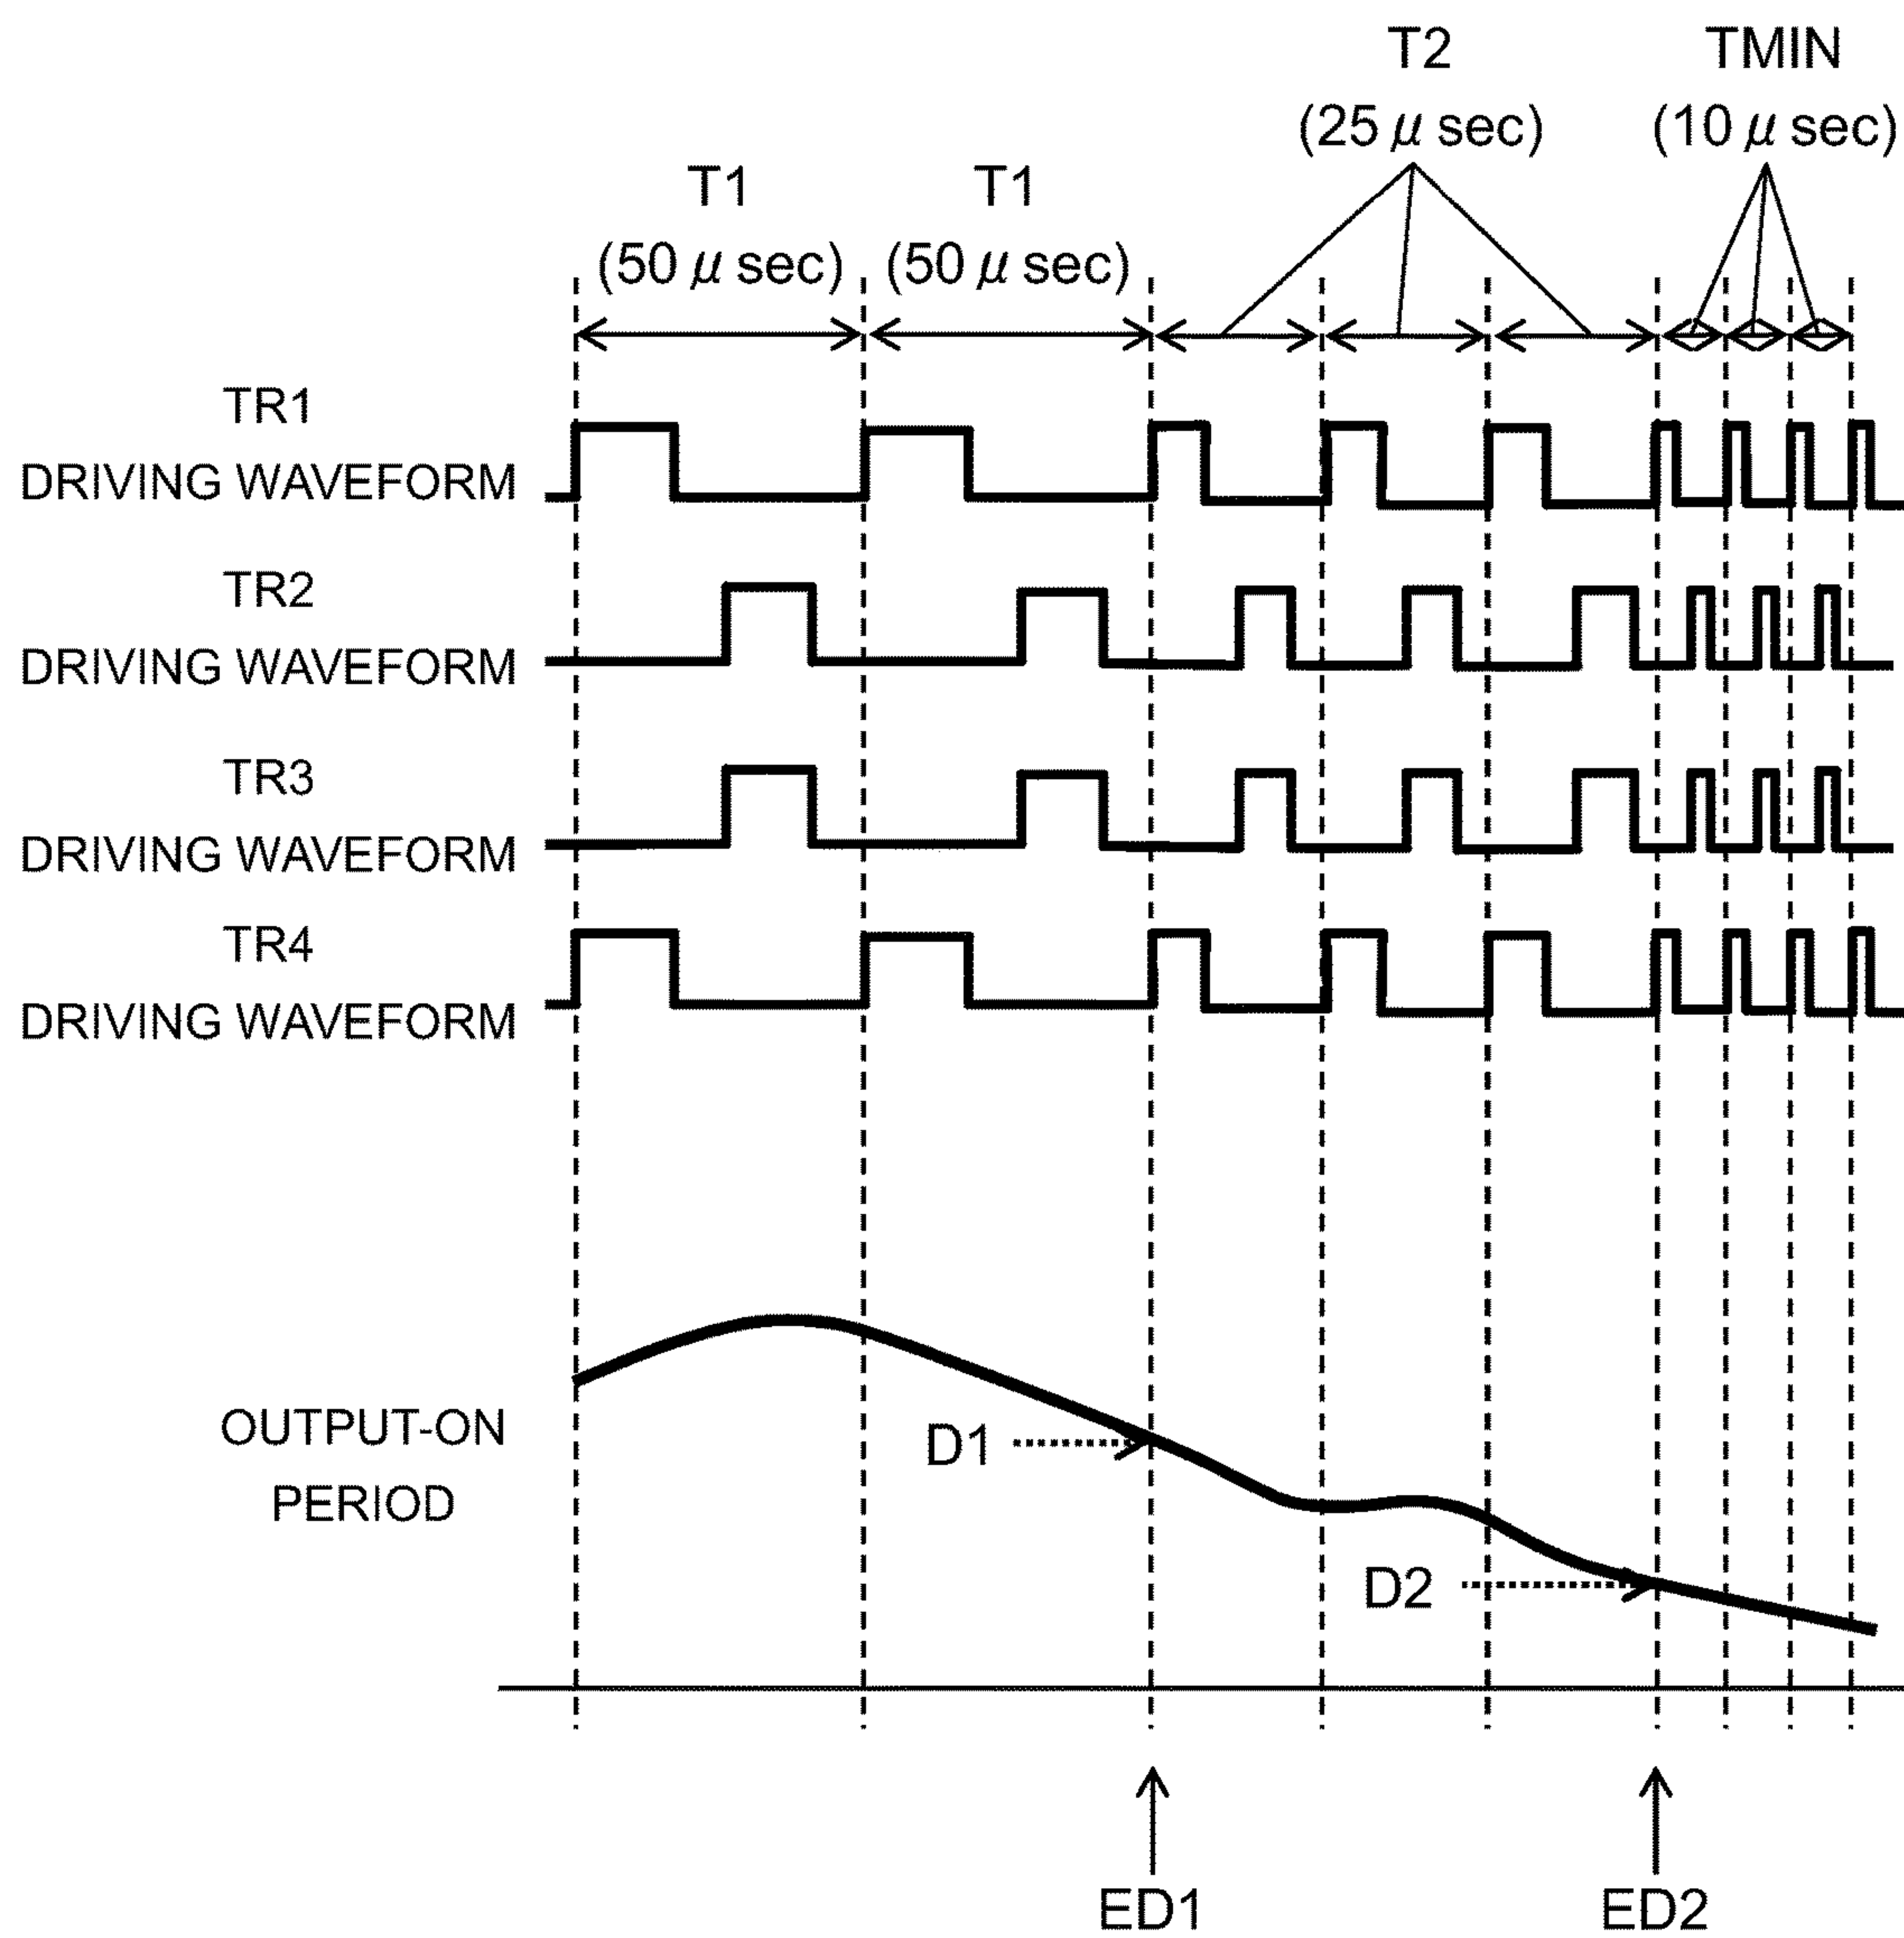 T2
TMIN
(25 μ sec)
(10 μ sec)
T1
T1
(50 μ sec)
(50 μ sec)
TR1
DRIVING WAVEFORM
TR2
DRIVING WAVEFORM
TR3
DRIVING WAVEFORM
TR4
DRIVING WAVEFORM
OUTPUT-ON
PERIOD
D1
D2
ED1
ED2